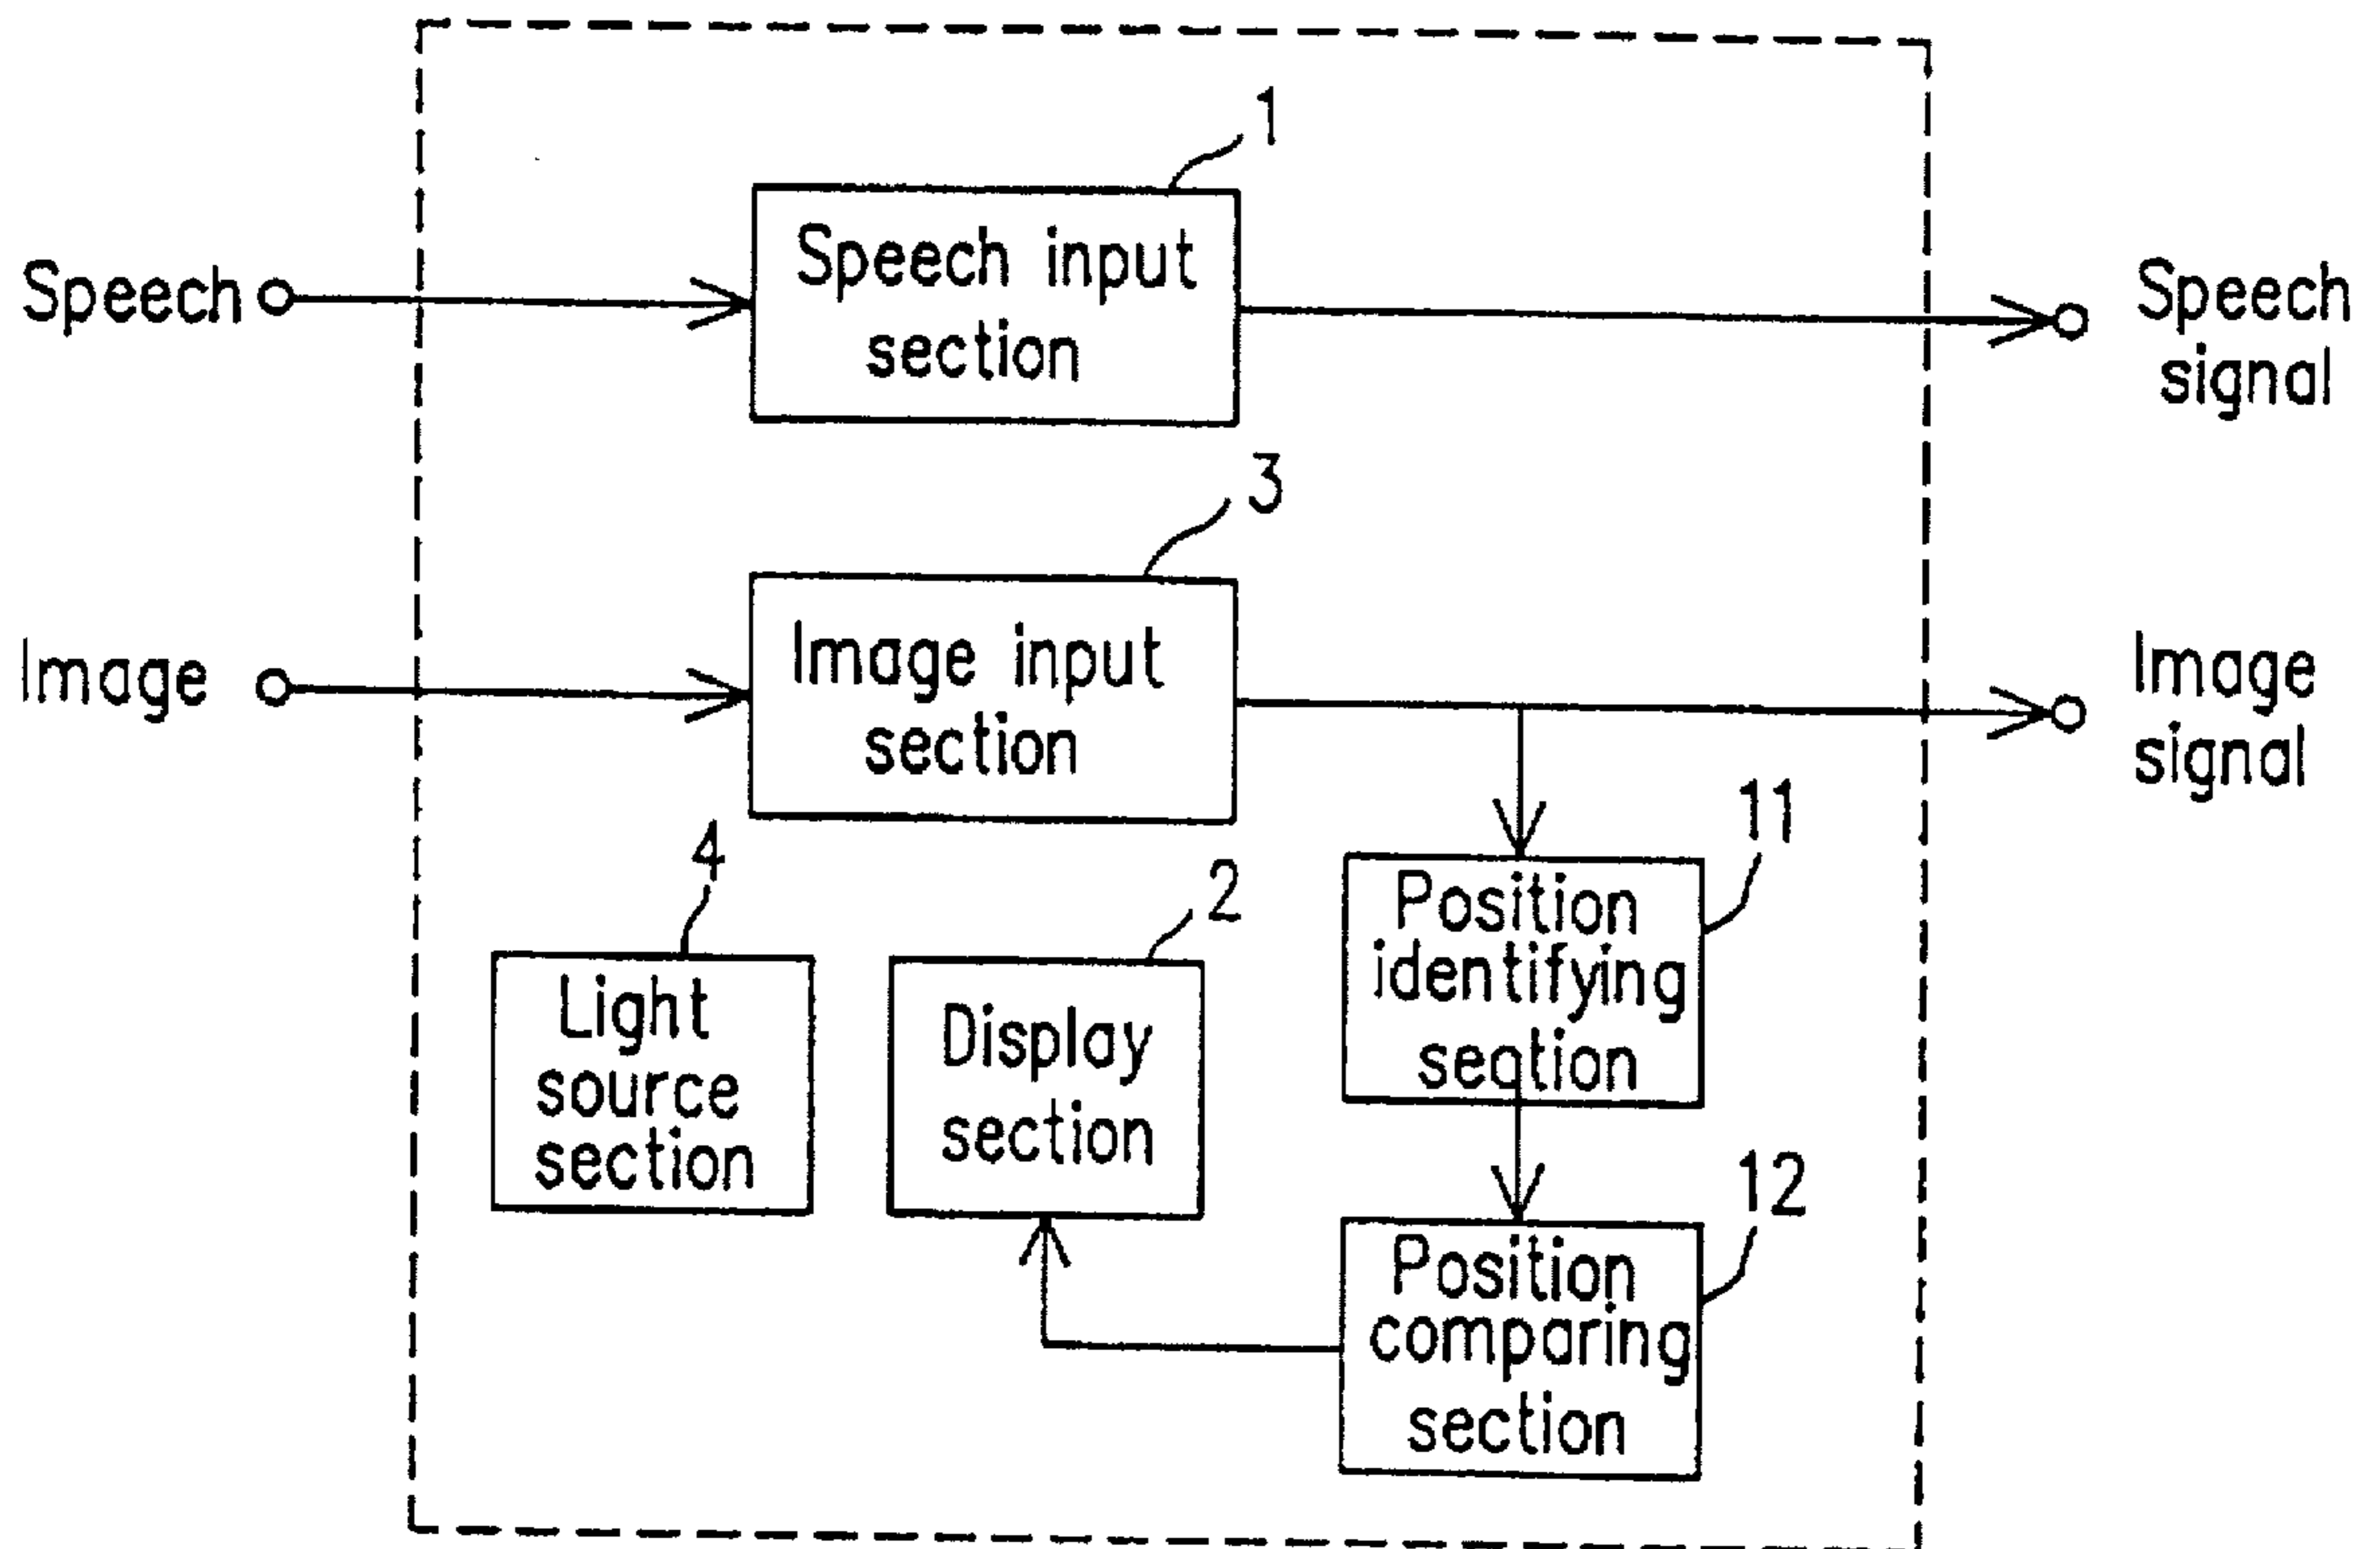 1
Speech
Speech input
section
Speech
signal
3
Image
Image input
section
Image
signal
11
4
2
Position
identifying
section
Light
source
section
Display
section
12
Position
comparing
section